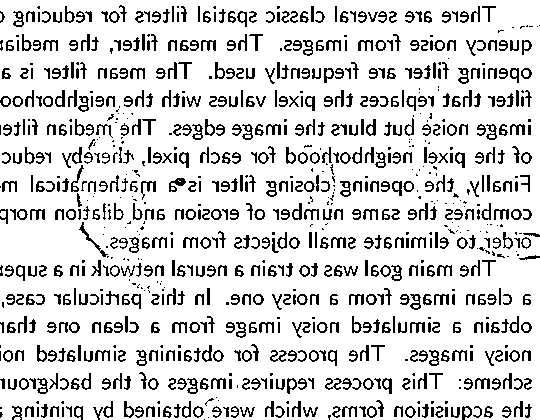 There are several classic spatial filters for reducing
quency noise from images. The mean filter, the median
opening filter are frequently used. The mean filter is a
filter that replaces the pixel values with the neighborhoo
image noise but blurs the image edges. The median filter
of the pixel neighborhood for each pixel, thereby reduc
Finally, the opening closing filter is a mathematical m
combines the same number of erosion and dilation morp
order to eliminate small objects from images.
The main goal was to train a neural network in a super
a clean image from a noisy one. In this particular case,
obtain a simulated noisy image from a clean one than
noisy images. The process for obtaining simulated noi
scheme: This process requires images of the backgroun
the acquisition forms, which were obtained by printing a